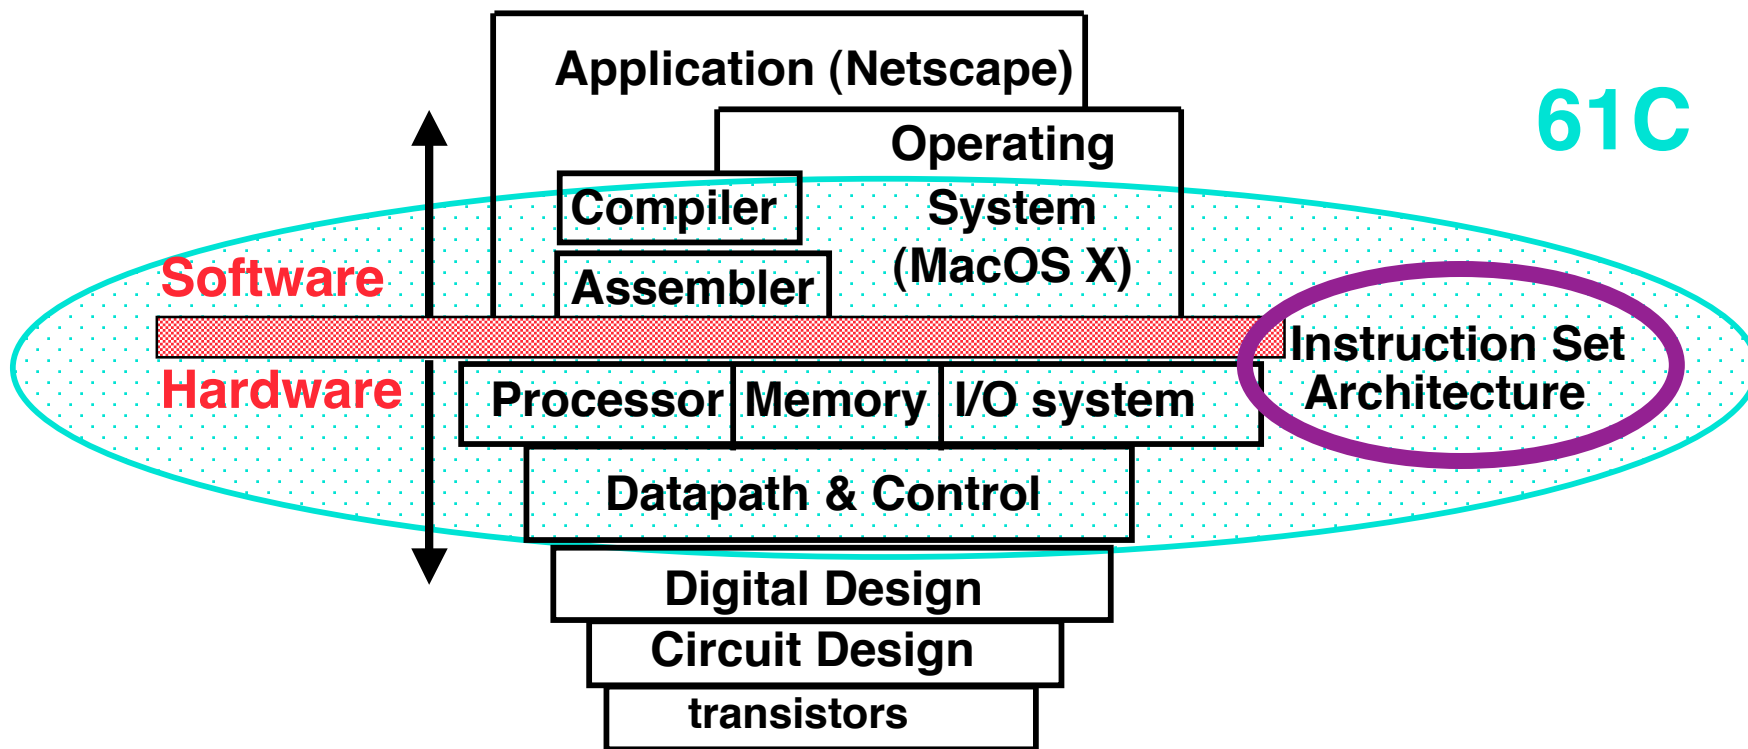 Application (Netscape)
61C
Operating
System
(MacOS X)
Compiler
Assembler
Software
Hardware
Instruction Set
Architecture
Processor Memory I/O system
Datapath & Control
Digital Design
Circuit Design
transistors